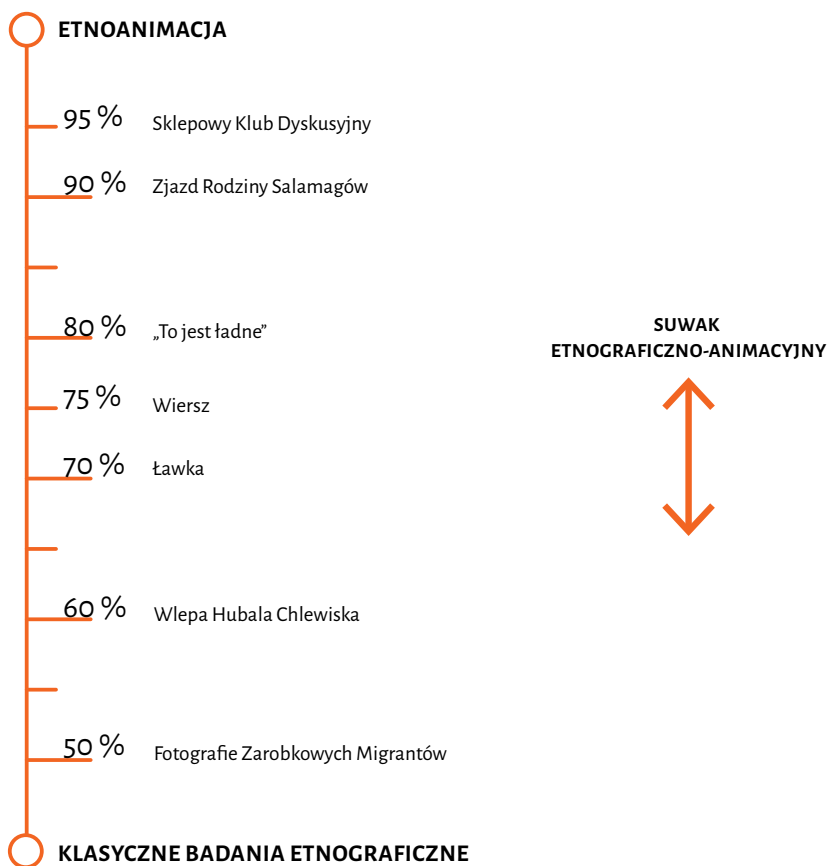 ETNOANIMACJA
95 % Sklepowy Klub Dyskusyjny
90 % Zjazd Rodziny Salamagów
80 % „To jest ładne”
SUWAK
ETNOGRAFICZNO-ANIMACYJNY
75 % Wiersz
70 % Ławka
60 % Wlepa Hubala Chlewiska
50 % Fotografie Zarobkowych Migrantów
KLASYCZNE BADANIA ETNOGRAFICZNE